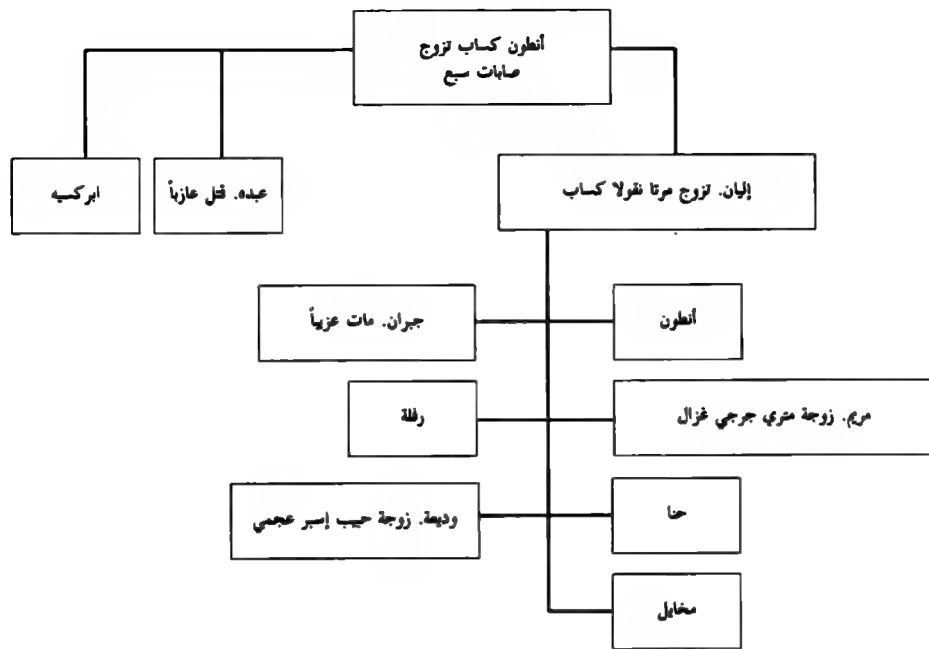 أنطون كساب تزوج
صابات سبع
إليان. تزوج مرتا نقولا كساب
عبده. قتل عازباً
ابركسيه
أنطون
جبران. مات عزيباً
مريم. زوجة متري جرجي غزال
رفلة
حنا
وديعة. زوجة حبيب إسبر عجمي
مخايل